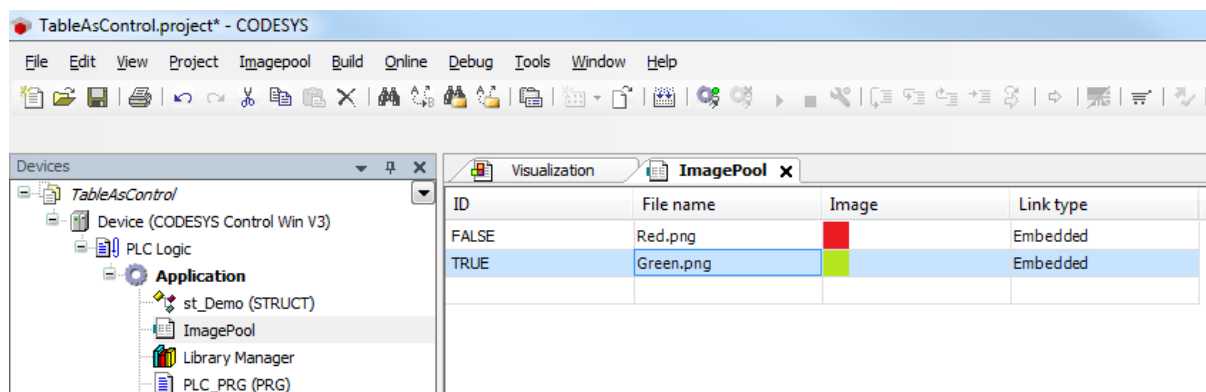 TableAsControl.project* - CODESYS
File Edit View Project Imagepool Build Online Debug Tools Window Help
Devices
TableAsControl
Device (CODESYS Control Win V3)
PLC Logic
Application
st_Demo (STRUCT)
ImagePool
Library Manager
PLC_PRG (PRG)
Visualization ImagePool X
ID File name Image Link type
FALSE Red.png Embedded
TRUE Green.png Embedded